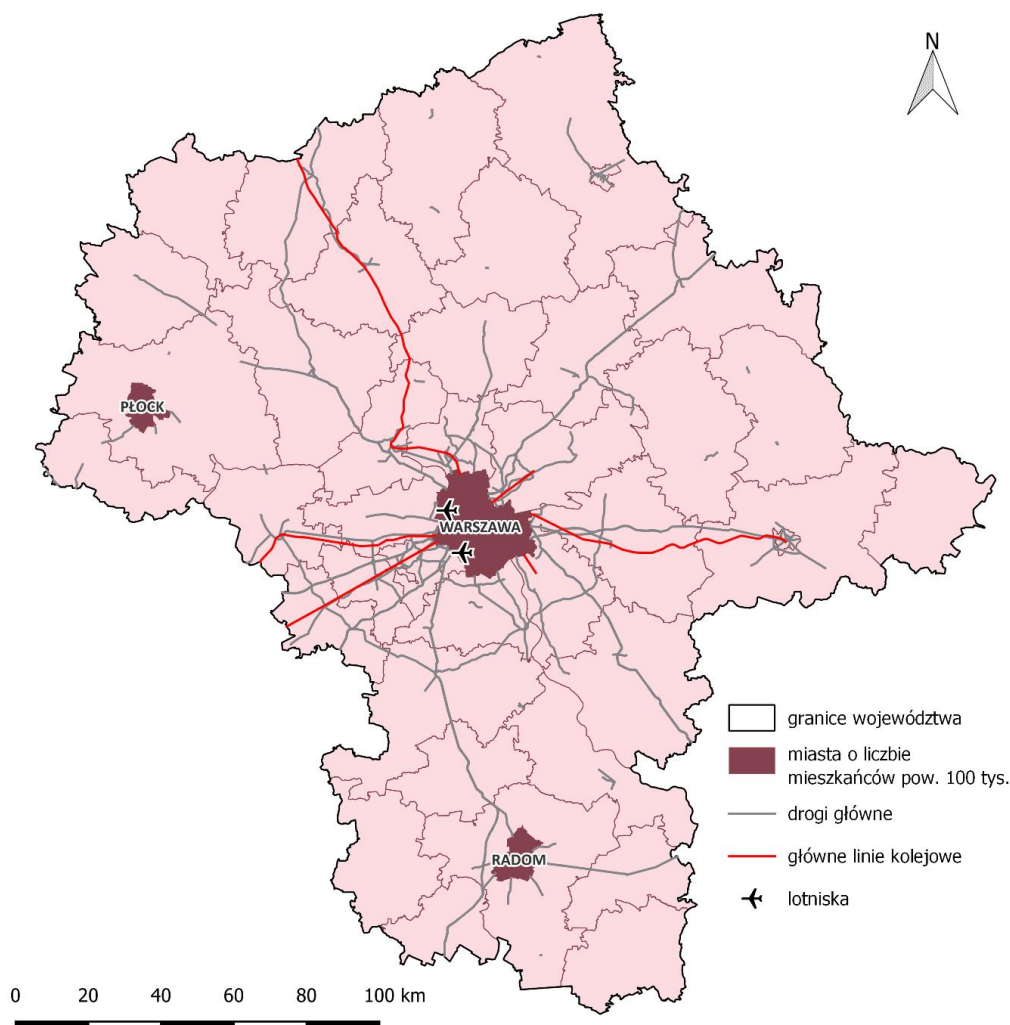 N
PŁOCK
WARSZAWA
RADOM
granice województwa
miasta o liczbie
mieszkańców pow. 100 tys.
drogi główne
główne linie kolejowe
lotniska
0 20 40 60 80 100 km